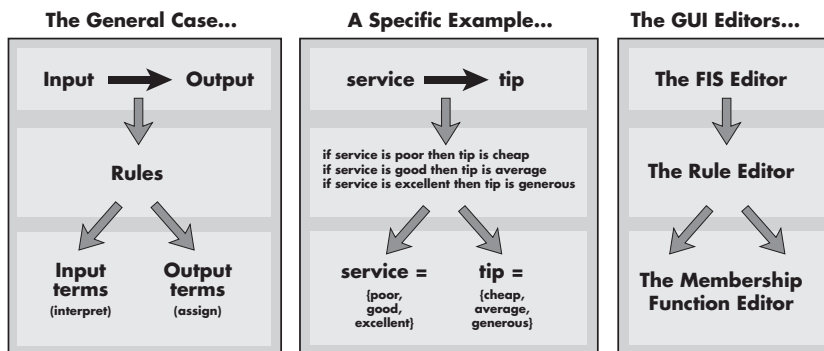 The General Case...
Input Output
Rules
Input
terms
(interpret)
Output
terms
(assign)
A Specific Example...
service tip
if service is poor then tip is cheap
if service is good then tip is average
if service is excellent then tip is generous
service =
{poor,
good,
excellent}
tip =
{cheap,
average,
generous}
The GUI Editors...
The FIS Editor
The Rule Editor
The Membership
Function Editor